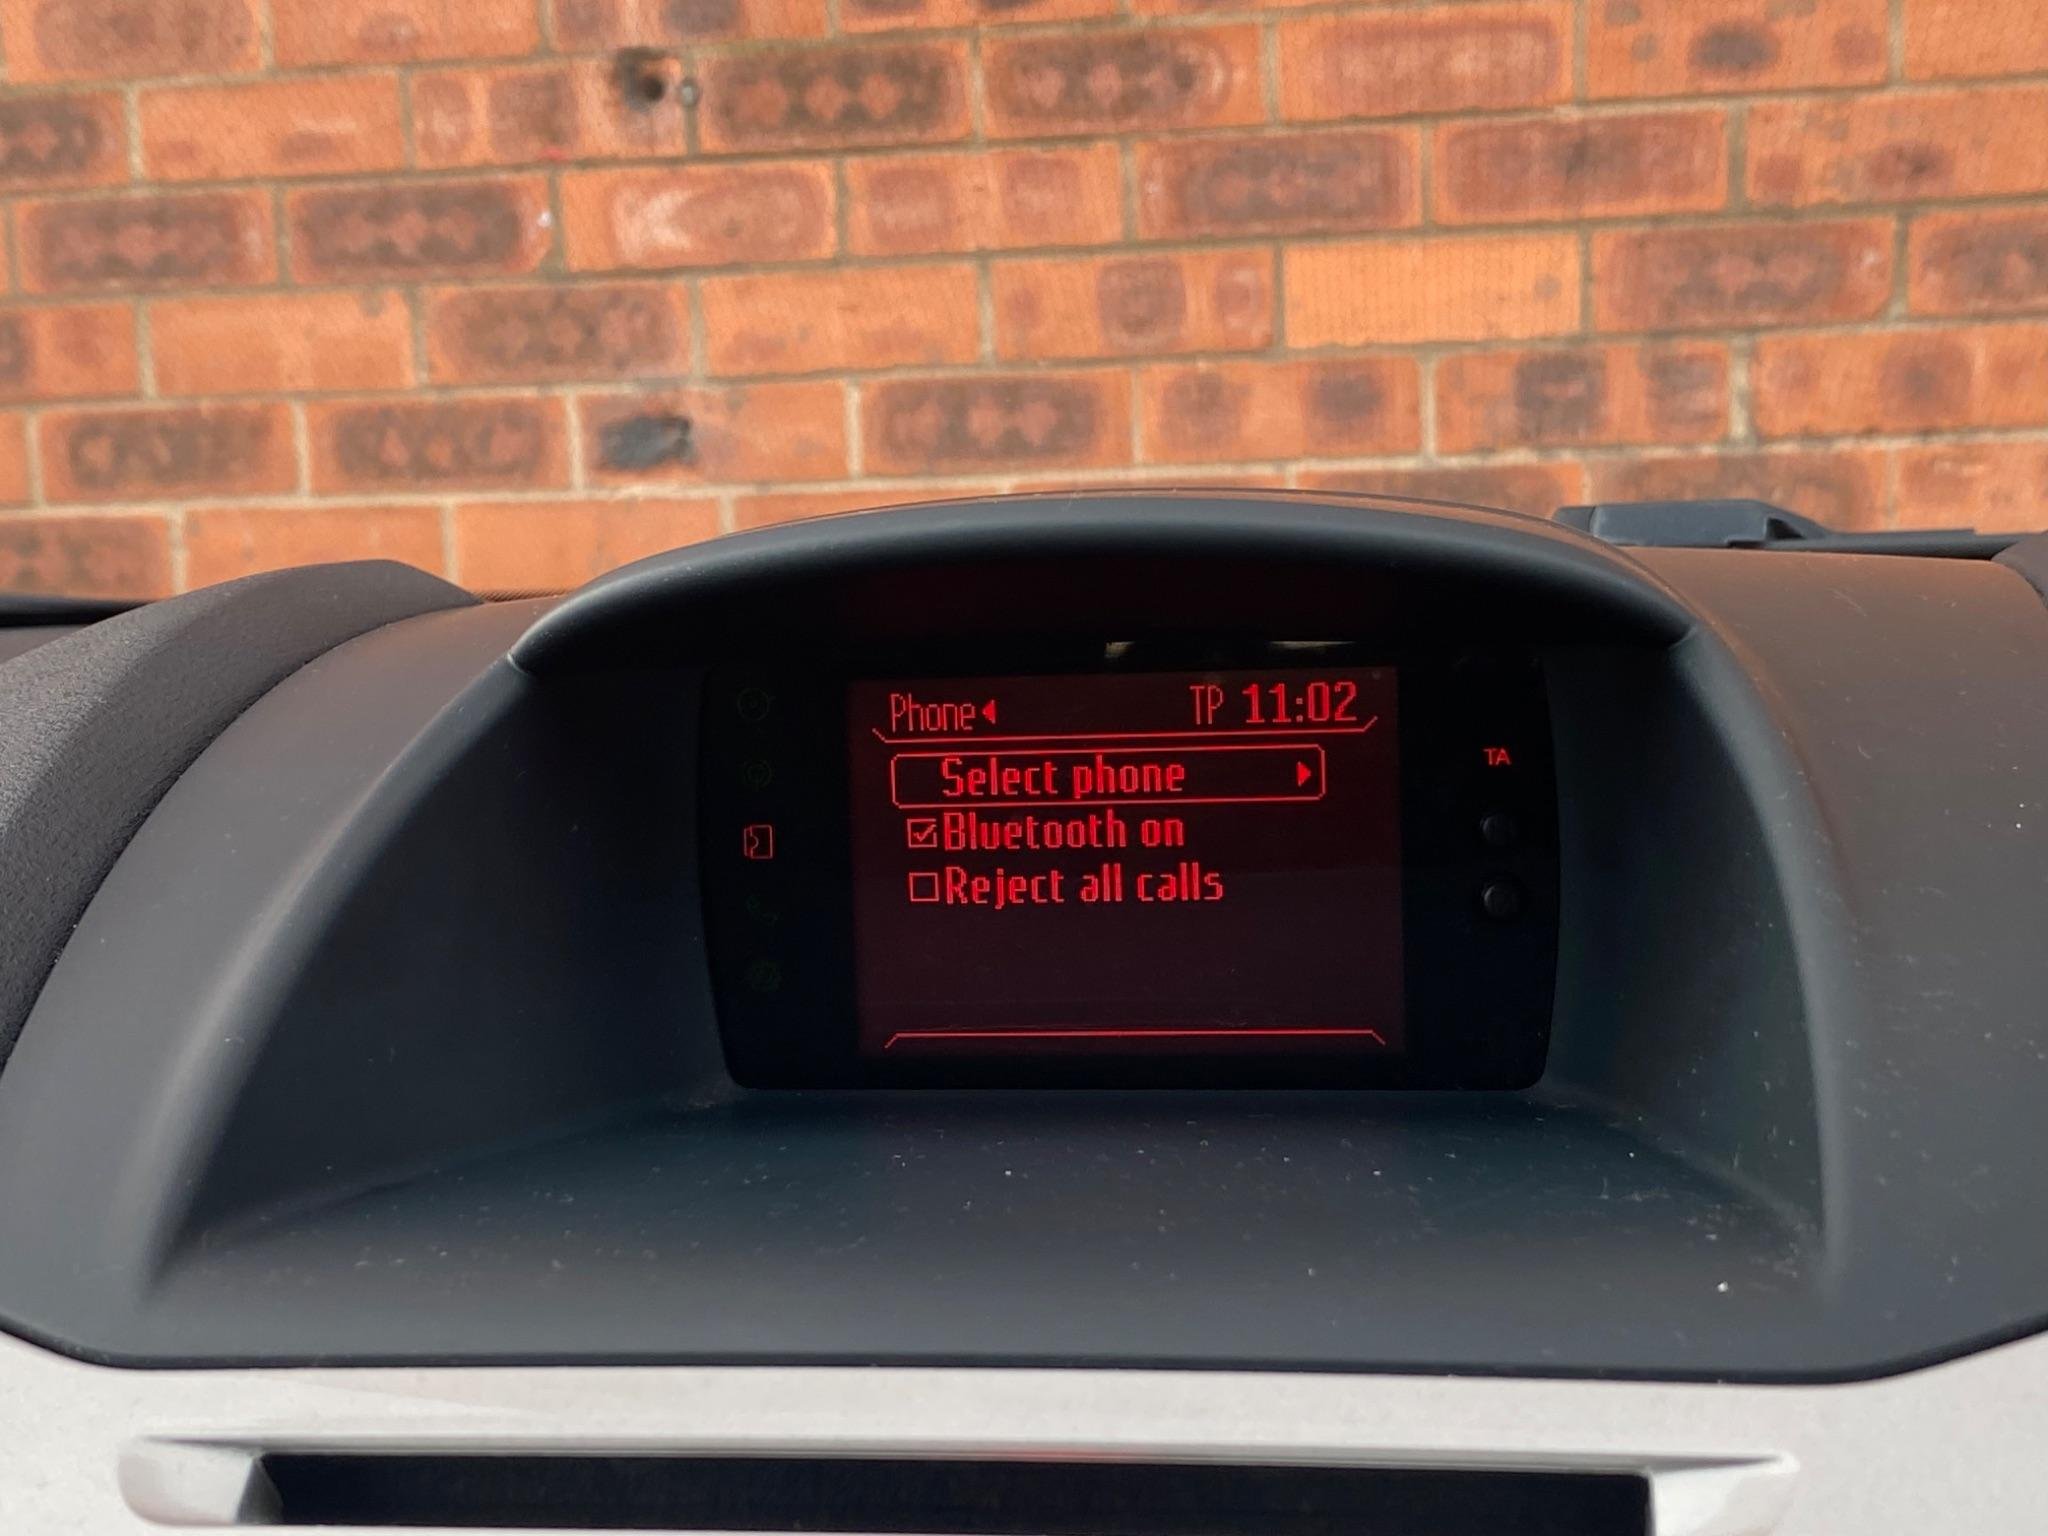 Phone TP 11:02
Select phone
Bluetooth on
Reject all calls
TA